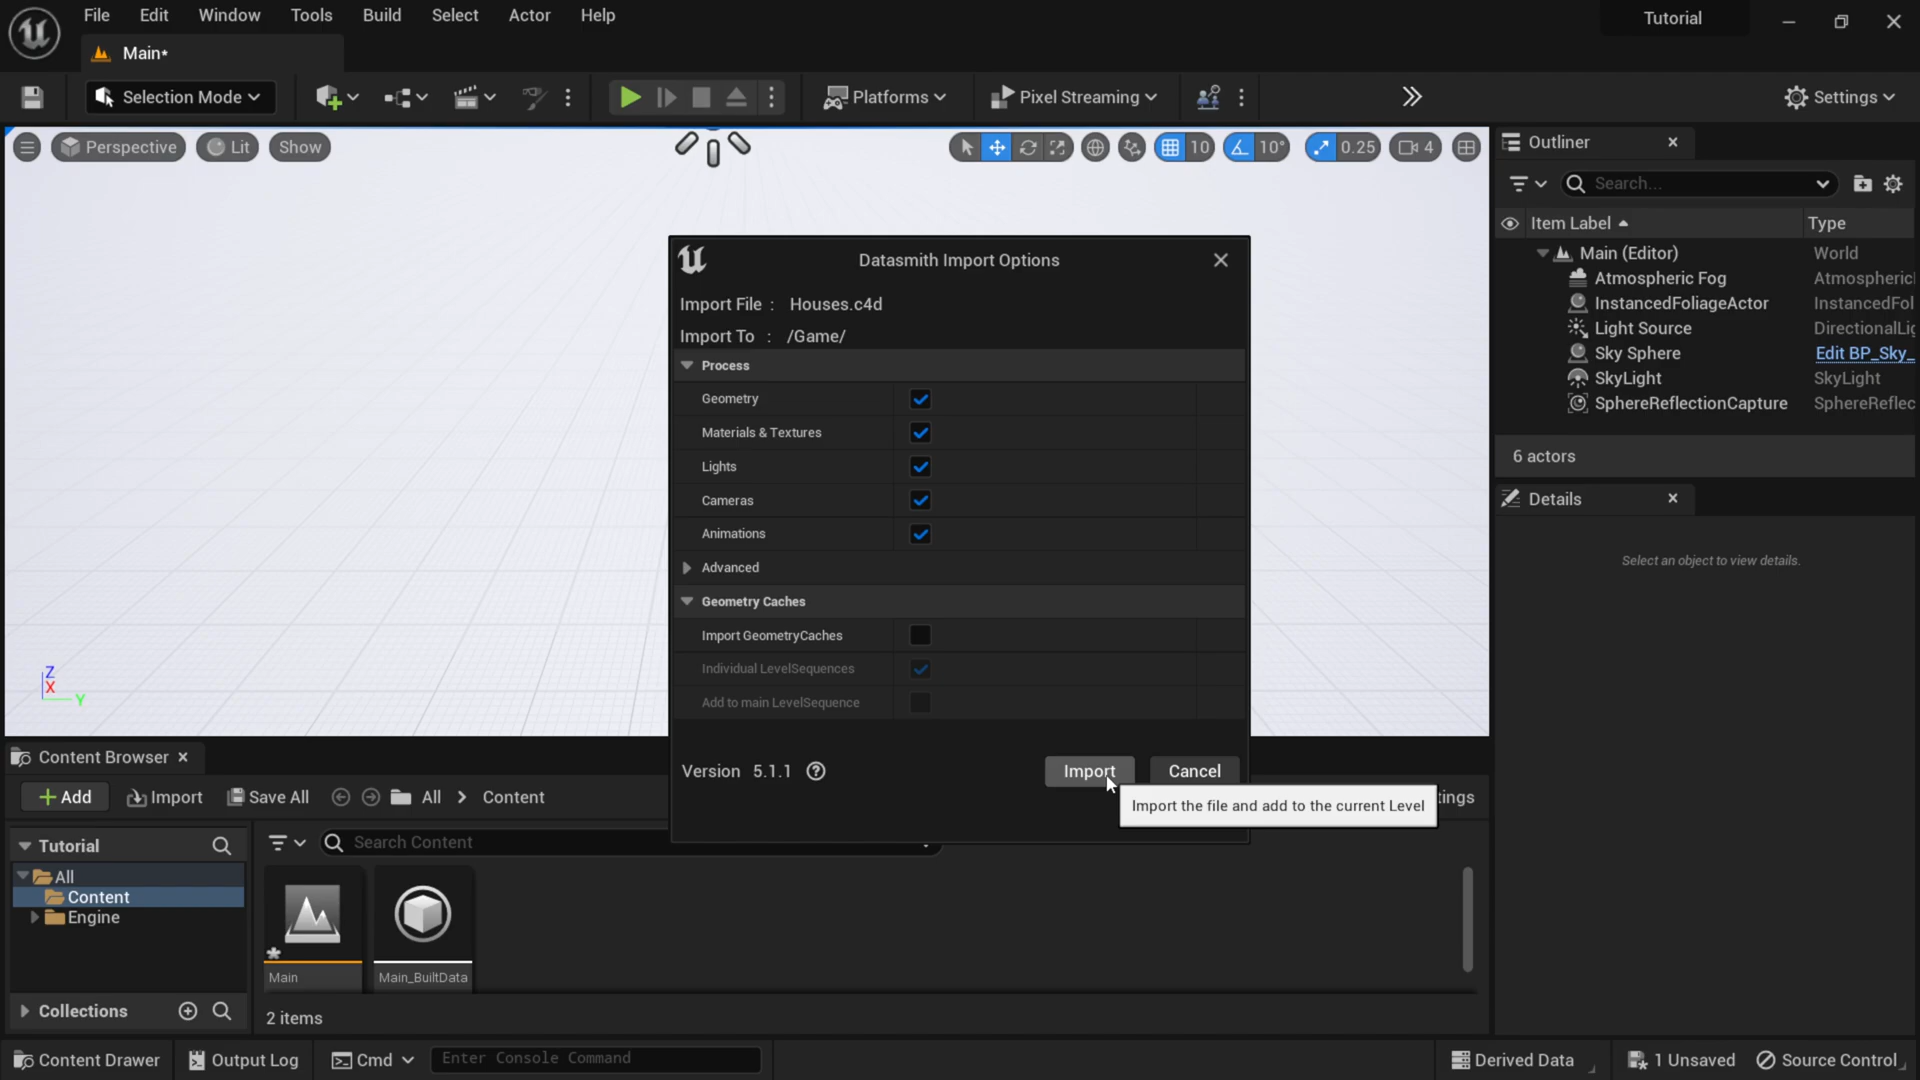 File Edit Window Tools Build Select Actor Help
Tutorial
Main*
Selection Mode
Platforms
Pixel Streaming
Settings
Perspective
Lit
Show
10
10°
0.25
4
Outliner
Search...
Item Label
Type
Main (Editor) World
Atmospheric Fog Atmospheric
InstancedFoliageActor InstancedFol
Light Source DirectionalLig
Sky Sphere Edit BP_Sky_
SkyLight SkyLight
SphereReflectionCapture SphereReflec
6 actors
Details
Select an object to view details.
Datasmith Import Options
Import File : Houses.c4d
Import To : /Game/
Process
Geometry
Materials & Textures
Lights
Cameras
Animations
Advanced
Geometry Caches
Import GeometryCaches
Individual LevelSequences
Add to main LevelSequence
Version 5.1.1
Import
Cancel
Import the file and add to the current Level
Z
X
Y
Content Browser
Add
Import
Save All
All
Content
tings
Tutorial
Search Content
All
Content
Engine
Main
Main_BuiltData
Collections
2 items
Content Drawer
Output Log
Cmd
Enter Console Command
Derived Data
1 Unsaved
Source Control